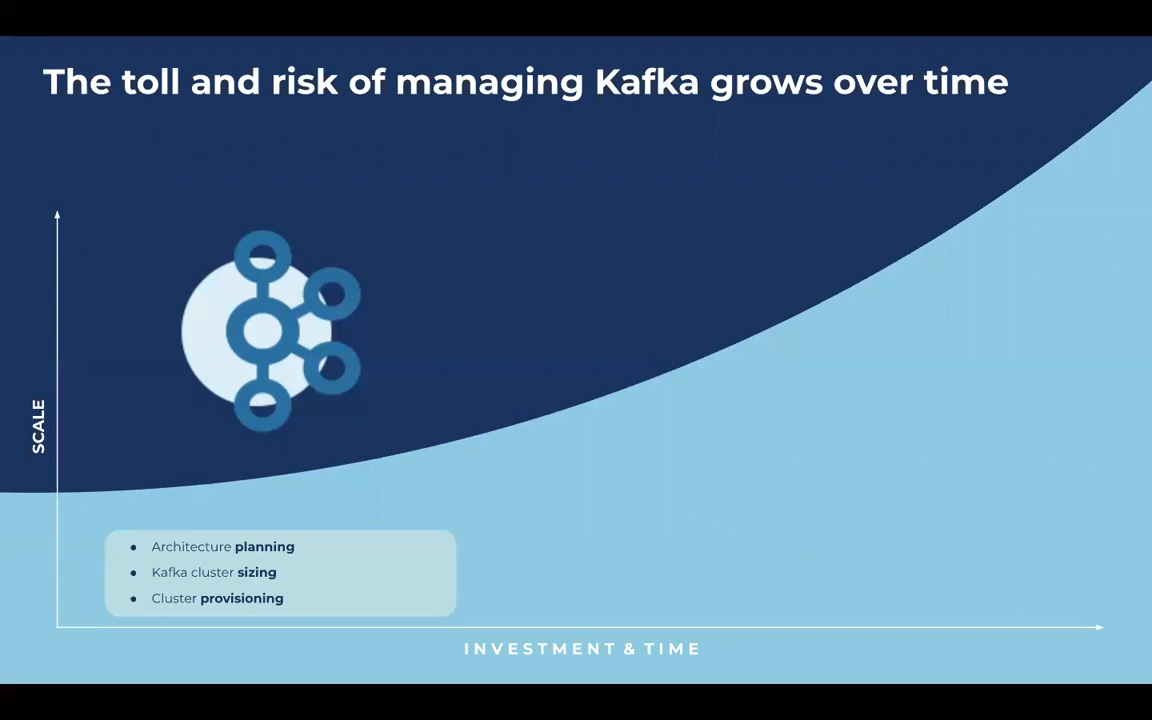 The toll and risk of managing Kafka grows over time
SCALE
● Architecture planning
● Kafka cluster sizing
● Cluster provisioning
INVESTMENT & TIME